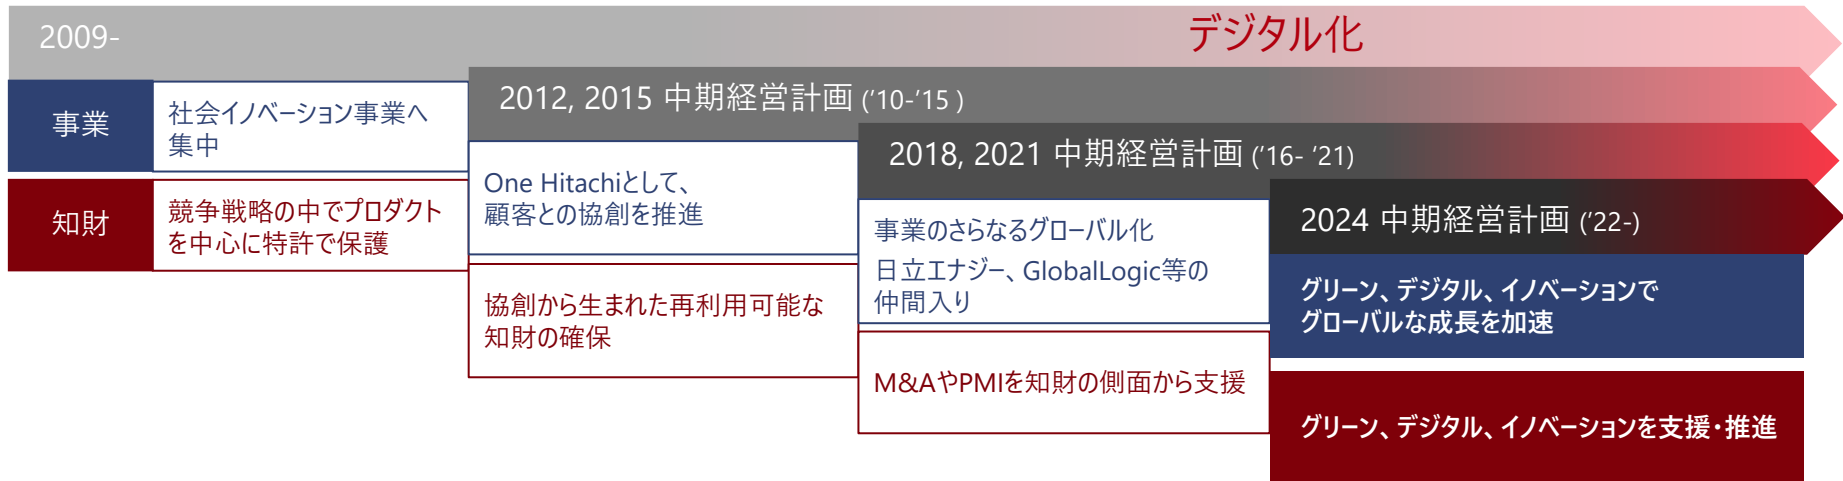 2009-
デジタル化
事業
社会イノベーション事業へ
集中
知財
競争戦略の中でプロダクト
を中心に特許で保護
2012, 2015 中期経営計画 ('10-'15 )
One Hitachiとして、
顧客との協創を推進
協創から生まれた再利用可能な
知財の確保
2018, 2021 中期経営計画 ('16- '21)
事業のさらなるグローバル化
日立エナジー、GlobalLogic等の
仲間入り
M&AやPMIを知財の側面から支援
2024 中期経営計画 ('22-)
グリーン、デジタル、イノベーションで
グローバルな成長を加速
グリーン、デジタル、イノベーションを支援・推進